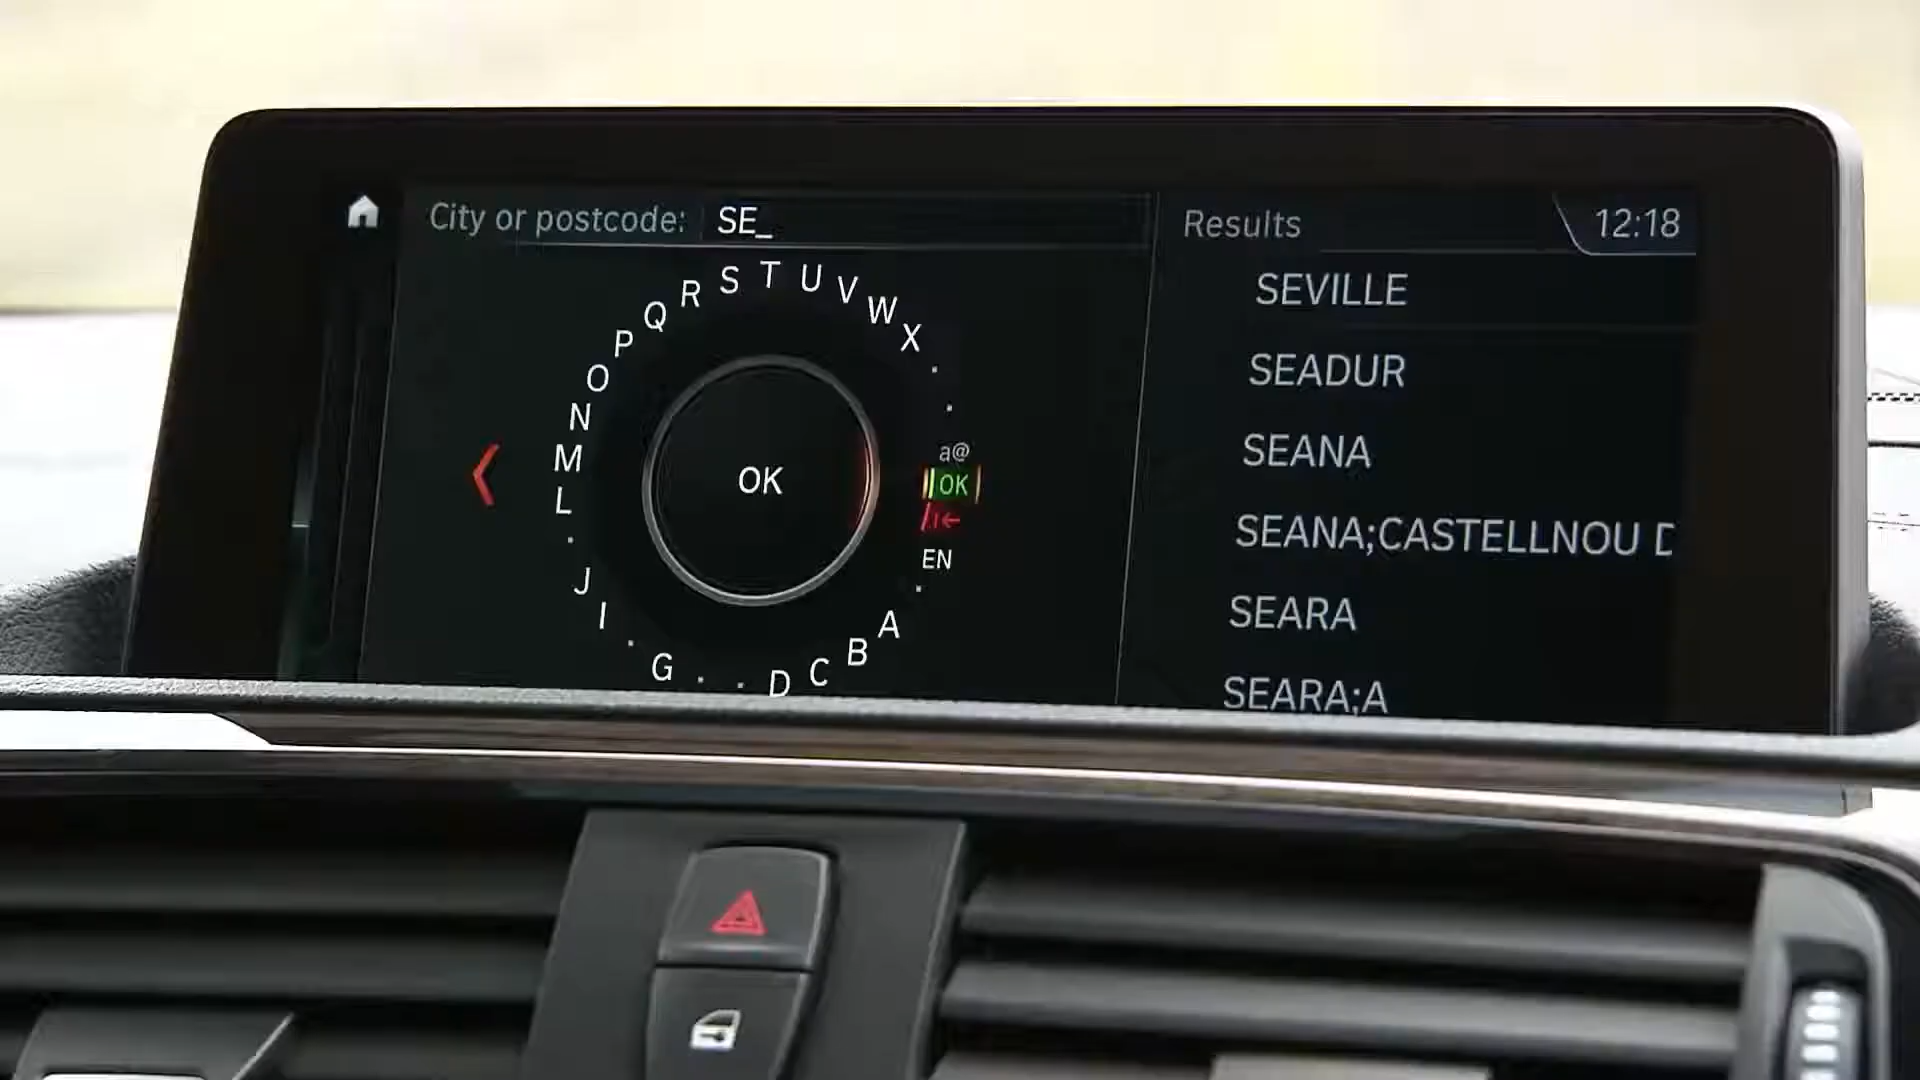 City or postcode: SE_
Results
12:18
SEVILLE
SEADUR
SEANA
SEANA;CASTELLNOU D
SEARA
SEARA;A
A B C D . . G . I J . L M N O P Q R S T U V W X . .
a@
OK
EN
.
OK